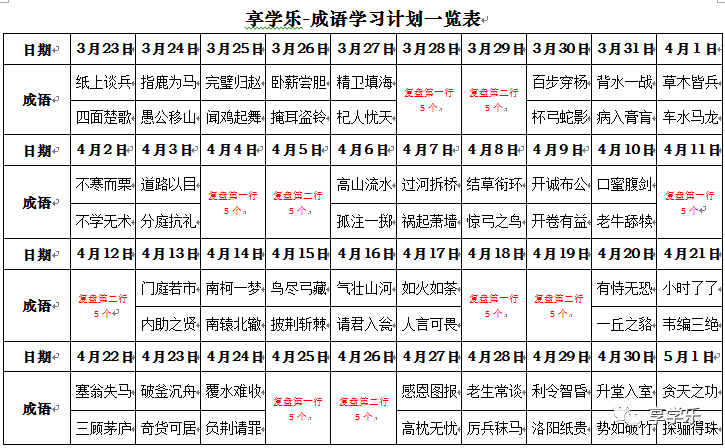 享学乐-成语学习计划一览表
日期 3月23日 3月24日 3月25日 3月26日 3月27日 3月28日 3月29日 3月30日 3月31日 4月1日
成语 纸上谈兵 指鹿为马 完璧归赵 卧薪尝胆 精卫填海 复盘第一行5个。 复盘第二行5个。 百步穿杨 背水一战 草木皆兵
四面楚歌 愚公移山 闻鸡起舞 掩耳盗铃 杞人忧天 杯弓蛇影 病入膏肓 车水马龙
日期 4月2日 4月3日 4月4日 4月5日 4月6日 4月7日 4月8日 4月9日 4月10日 4月11日
成语 不寒而栗 道路以目 复盘第一行5个。 复盘第二行5个。 高山流水 过河拆桥 结草衔环 开诚布公 口蜜腹剑 复盘第一行5个
不学无术 分庭抗礼 孤注一掷 祸起萧墙 惊弓之鸟 开卷有益 老牛舐犊
日期 4月12日 4月13日 4月14日 4月15日 4月16日 4月17日 4月18日 4月19日 4月20日 4月21日
成语 复盘第二行5个 门庭若市 南柯一梦 鸟尽弓藏 气壮山河 如火如荼 复盘第一行5个。 复盘第二行5个。 有恃无恐 小时了了
内助之贤 南辕北辙 披荆斩棘 请君入瓮 人言可畏 一丘之貉 韦编三绝
日期 4月22日 4月23日 4月24日 4月25日 4月26日 4月27日 4月28日 4月29日 4月30日 5月1日
成语 塞翁失马 破釜沉舟 覆水难收 复盘第一行5个。 复盘第二行5个。 感恩图报 老生常谈 利令智昏 升堂入室 贪天之功
三顾茅庐 奇货可居 负荆请罪 高枕无忧 厉兵秣马 洛阳纸贵 势如破竹 探骊得珠
享学乐